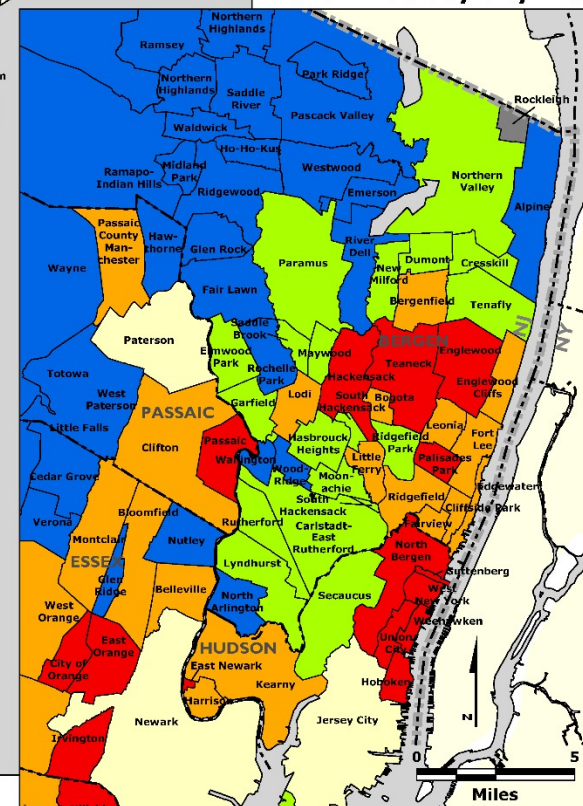 Northern
Highlands
Ramsey
Northern
Highlands
Saddle
River
Park Ridge
Rockleigh
Pascack Valley
Waldwick
Ho-Ho-Kus
Ramapo-
Indian Hills
Midland
Park
Ridgewood
Westwood
Emerson
Northern
Valley
Alpine
Passaic
County
Man-
chester
Haw-
thorne
Wayne
Glen Rock
Paramus
River
Dell
Dumont
New
Milford
Cresskill
Fair Lawn
Bergenfield
Tenafly
NJ
NY
Paterson
Saddle
Brook
Elmwood
Park
Rochelle
Park
Maywood
BERGEN
Teaneck
Englewood
Hackensack
Englewood
Cliffs
Totowa
West
Paterson
Little Falls
PASSAIC
Clifton
Garfield
Lodi
South
Hackensack
Bogota
Leonia
Fort
Lee
Passaic
Wallington
Hasbrouck
Heights
Ridgefield
Park
Palisades
Park
Little
Ferry
Wood-
Ridge
Moon-
achie
Cedar Grove
South
Hackensack
Ridgefield
Edgewater
Cliffside Park
Fairview
Verona
Bloomfield
Montclair
Nutley
Rutherford
Carlstadt-
East
Rutherford
North
Bergen
ESSEX
Glen
Ridge
Belleville
Lyndhurst
North
Arlington
Secaucus
Guttenberg
West
New York
Weehawken
West
Orange
East
Orange
City of
Orange
HUDSON
East Newark
Kearny
Harrison
Union
City
Hoboken
Newark
Jersey City
Irvington
N
0
5
Miles